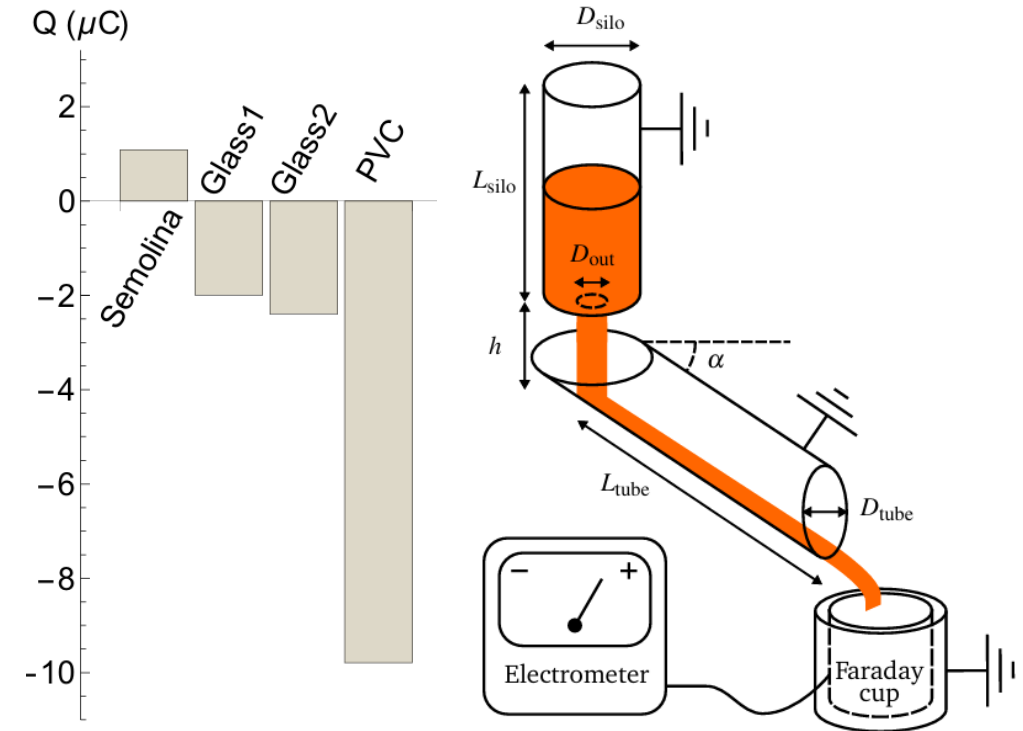 Q (μC)
2
0
−2
−4
−6
−8
-10
Semolina
Glass1
Glass2
PVC
D_silo
L_silo
D_out
h
α
L_tube
D_tube
− +
Electrometer
Faraday
cup